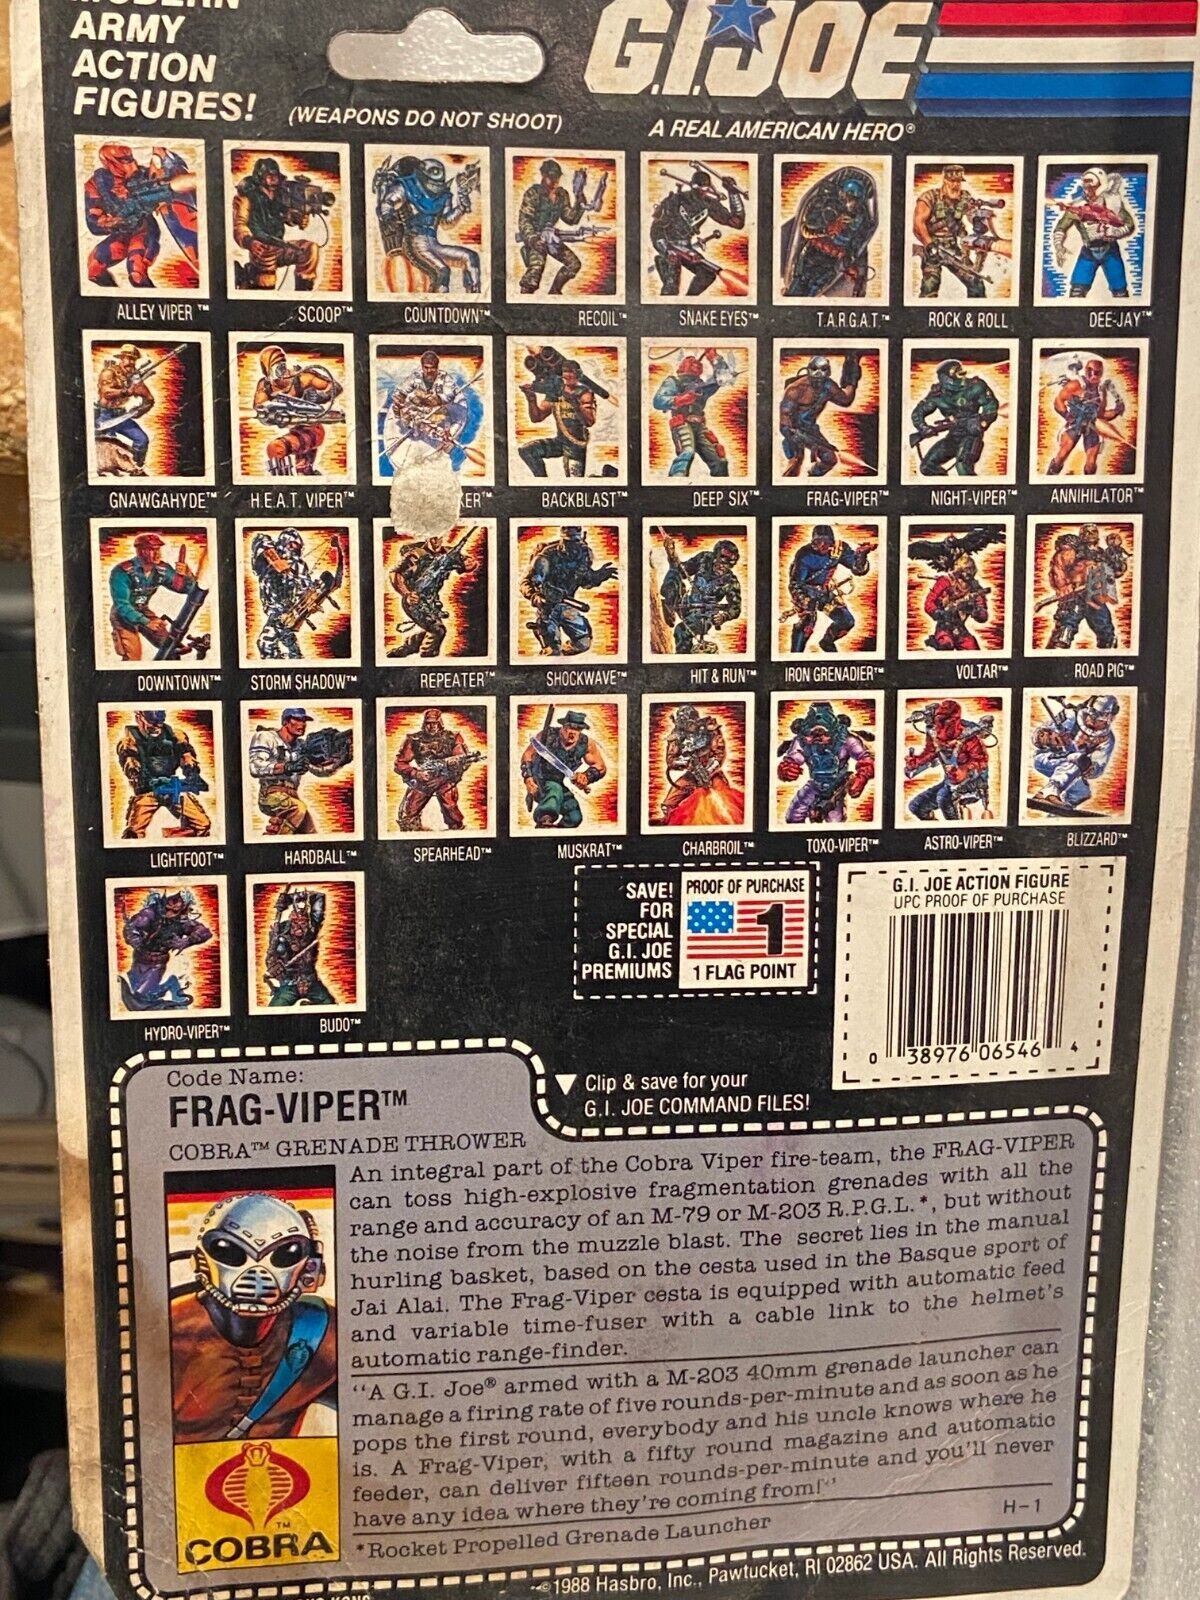 MODERN
ARMY
ACTION
FIGURES!
(WEAPONS DO NOT SHOOT)
G.I. JOE
A REAL AMERICAN HERO®
ALLEY VIPER™ SCOOP™ COUNTDOWN™ RECOIL™ SNAKE EYES™ T.A.R.G.A.T.™ ROCK & ROLL DEE-JAY™
GNAWGAHYDE™ H.E.A.T. VIPER™ KER™ BACKBLAST™ DEEP SIX™ FRAG-VIPER™ NIGHT-VIPER™ ANNIHILATOR™
DOWNTOWN™ STORM SHADOW™ REPEATER™ SHOCKWAVE™ HIT & RUN™ IRON GRENADIER™ VOLTAR™ ROAD PIG™
LIGHTFOOT™ HARDBALL™ SPEARHEAD™ MUSKRAT™ CHARBROIL™ TOXO-VIPER™ ASTRO-VIPER™ BLIZZARD™
HYDRO-VIPER™ BUDO™
SAVE!
FOR
SPECIAL
G.I. JOE
PREMIUMS
PROOF OF PURCHASE
1
1 FLAG POINT
G.I. JOE ACTION FIGURE
UPC PROOF OF PURCHASE
0 38976 06546 4
▼ Clip & save for your
G.I. JOE COMMAND FILES!
Code Name:
FRAG-VIPER™
COBRA™ GRENADE THROWER
An integral part of the Cobra Viper fire-team, the FRAG-VIPER
can toss high-explosive fragmentation grenades with all the
range and accuracy of an M-79 or M-203 R.P.G.L.*, but without
the noise from the muzzle blast. The secret lies in the manual
hurling basket, based on the cesta used in the Basque sport of
Jai Alai. The Frag-Viper cesta is equipped with automatic feed
and variable time-fuser with a cable link to the helmet's
automatic range-finder.
"A G.I. Joe® armed with a M-203 40mm grenade launcher can
manage a firing rate of five rounds-per-minute and as soon as he
pops the first round, everybody and his uncle knows where he
is. A Frag-Viper, with a fifty round magazine and automatic
feeder, can deliver fifteen rounds-per-minute and you'll never
have any idea where they're coming from!"
H-1
*Rocket Propelled Grenade Launcher
™
COBRA
©1988 Hasbro, Inc., Pawtucket, RI 02862 USA. All Rights Reserved.